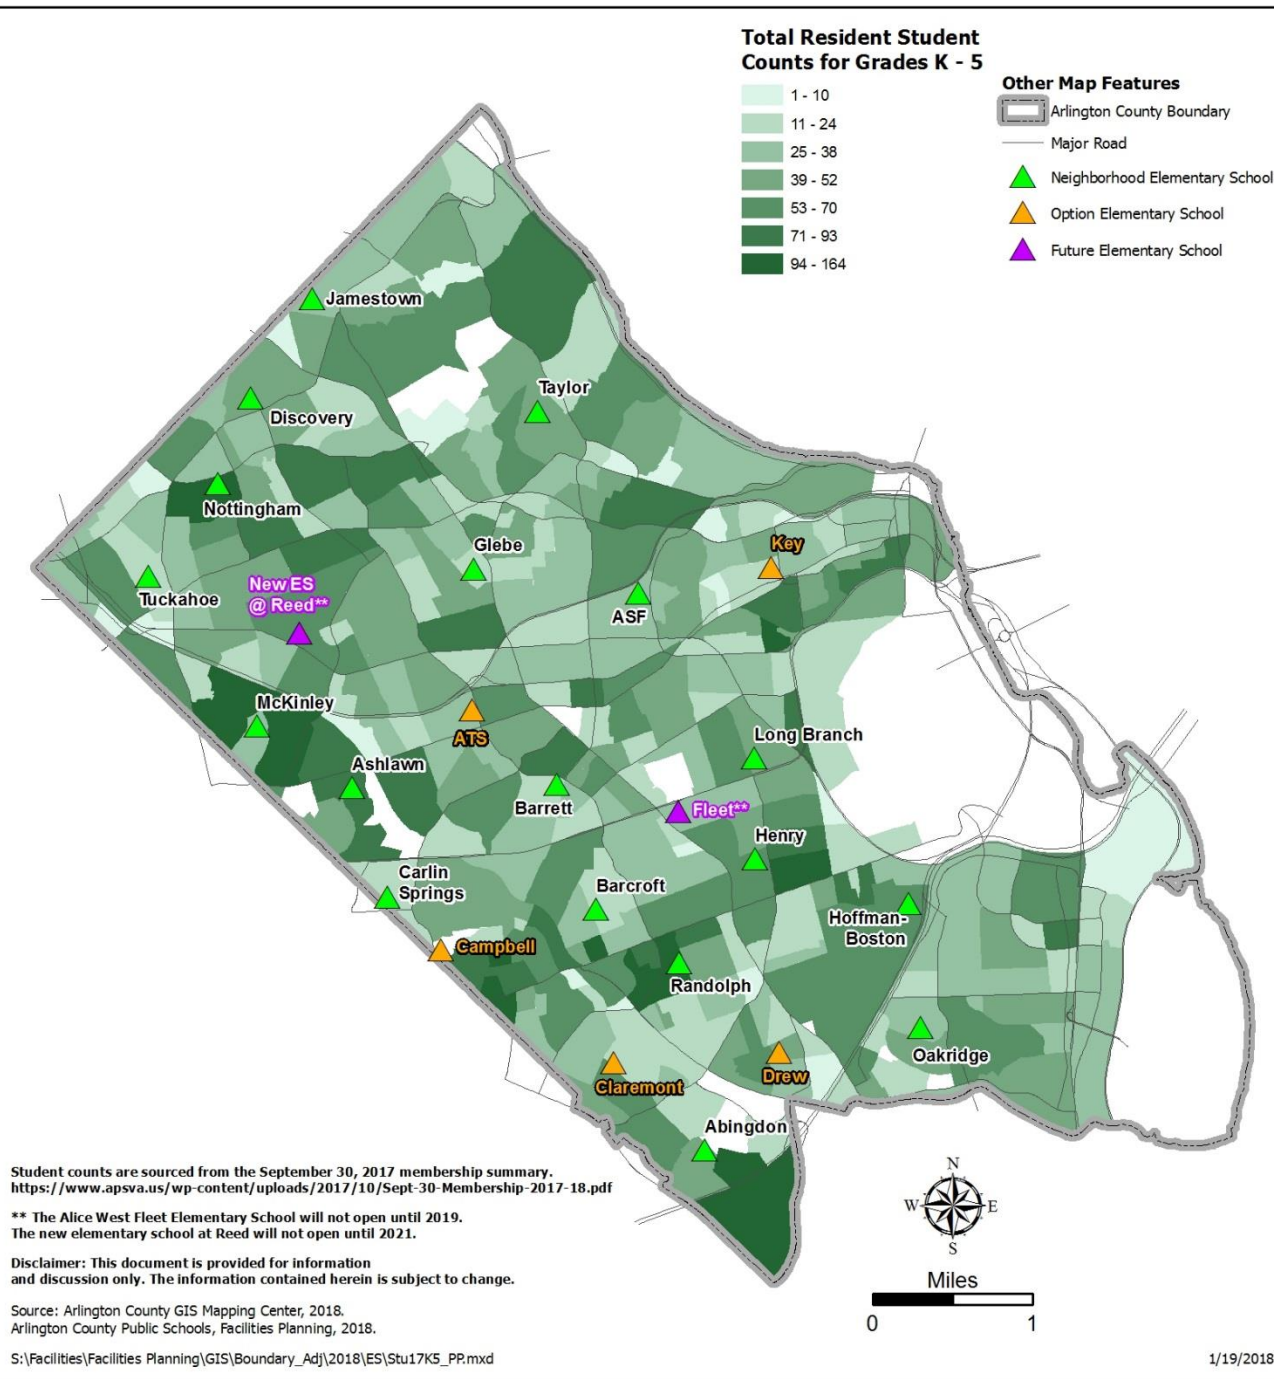 Total Resident Student
Counts for Grades K - 5
1 - 10
11 - 24
25 - 38
39 - 52
53 - 70
71 - 93
94 - 164
Other Map Features
Arlington County Boundary
Major Road
Neighborhood Elementary School
Option Elementary School
Future Elementary School
Jamestown
Taylor
Discovery
Nottingham
Glebe
Key
New ES
@ Reed**
Tuckahoe
ASF
McKinley
ATS
Long Branch
Ashlawn
Barrett
Fleet**
Henry
Carlin
Springs
Barcroft
Hoffman-
Boston
Campbell
Randolph
Oakridge
Claremont
Drew
Abingdon
Student counts are sourced from the September 30, 2017 membership summary.
https://www.apsva.us/wp-content/uploads/2017/10/Sept-30-Membership-2017-18.pdf
** The Alice West Fleet Elementary School will not open until 2019.
The new elementary school at Reed will not open until 2021.
Disclaimer: This document is provided for information
and discussion only. The information contained herein is subject to change.
Source: Arlington County GIS Mapping Center, 2018.
Arlington County Public Schools, Facilities Planning, 2018.
S:\Facilities\Facilities Planning\GIS\Boundary_Adj\2018\ES\Stu17K5_PP.mxd
N
W E
S
Miles
0 1
1/19/2018